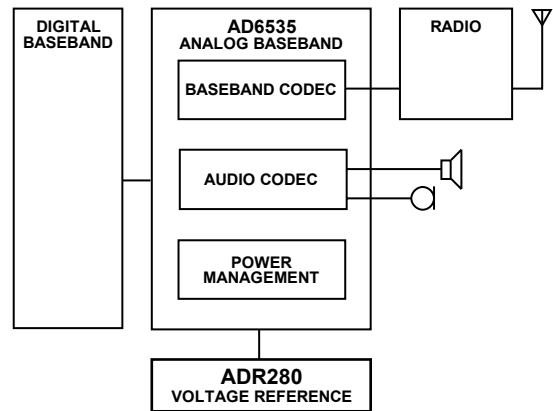 DIGITAL
BASEBAND
AD6535
ANALOG BASEBAND
RADIO
BASEBAND CODEC
AUDIO CODEC
POWER
MANAGEMENT
ADR280
VOLTAGE REFERENCE